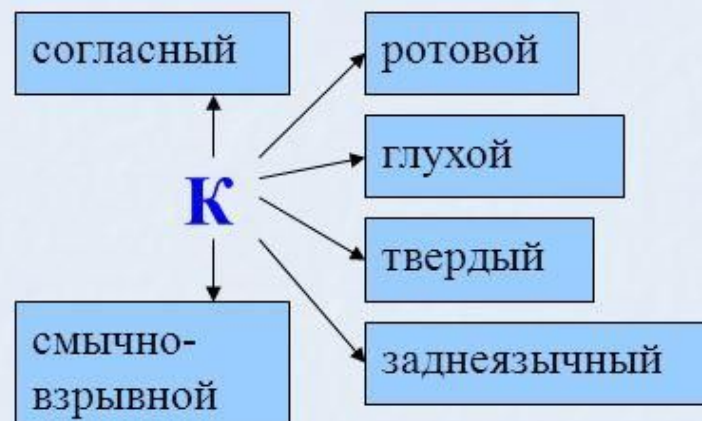 согласный
ротовой
глухой
К
твердый
смычно-
взрывной
заднеязычный